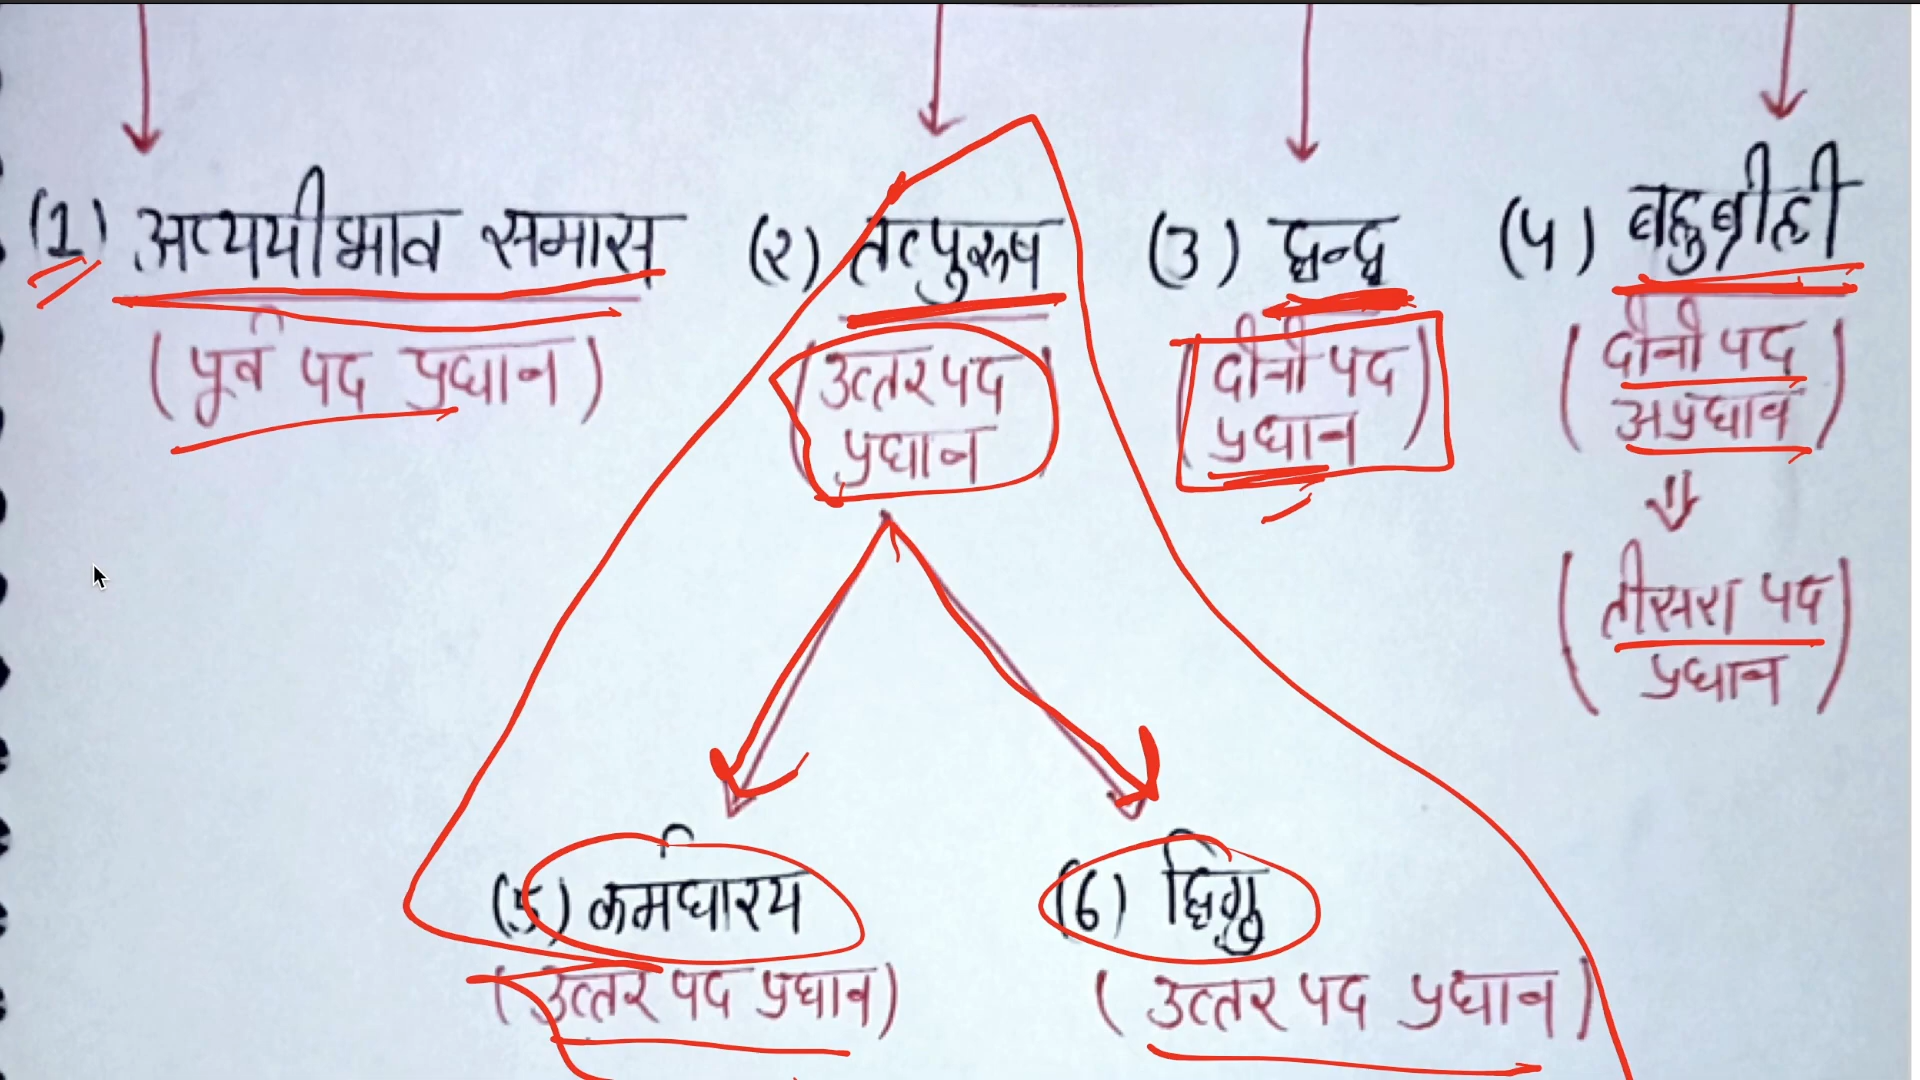 (1) अव्ययीभाव समास
(पूर्व पद प्रधान)
(२) तत्पुरूष
(उत्तर पद
प्रधान)
(3) द्वन्द्व
(दोनो पद
प्रधान)
(4) बहुब्रीही
(दोनो पद
अप्रधान)
(तीसरा पद
प्रधान)
(5) कर्मधारय
(उत्तर पद प्रधान)
(6) द्विगु
(उत्तर पद प्रधान)